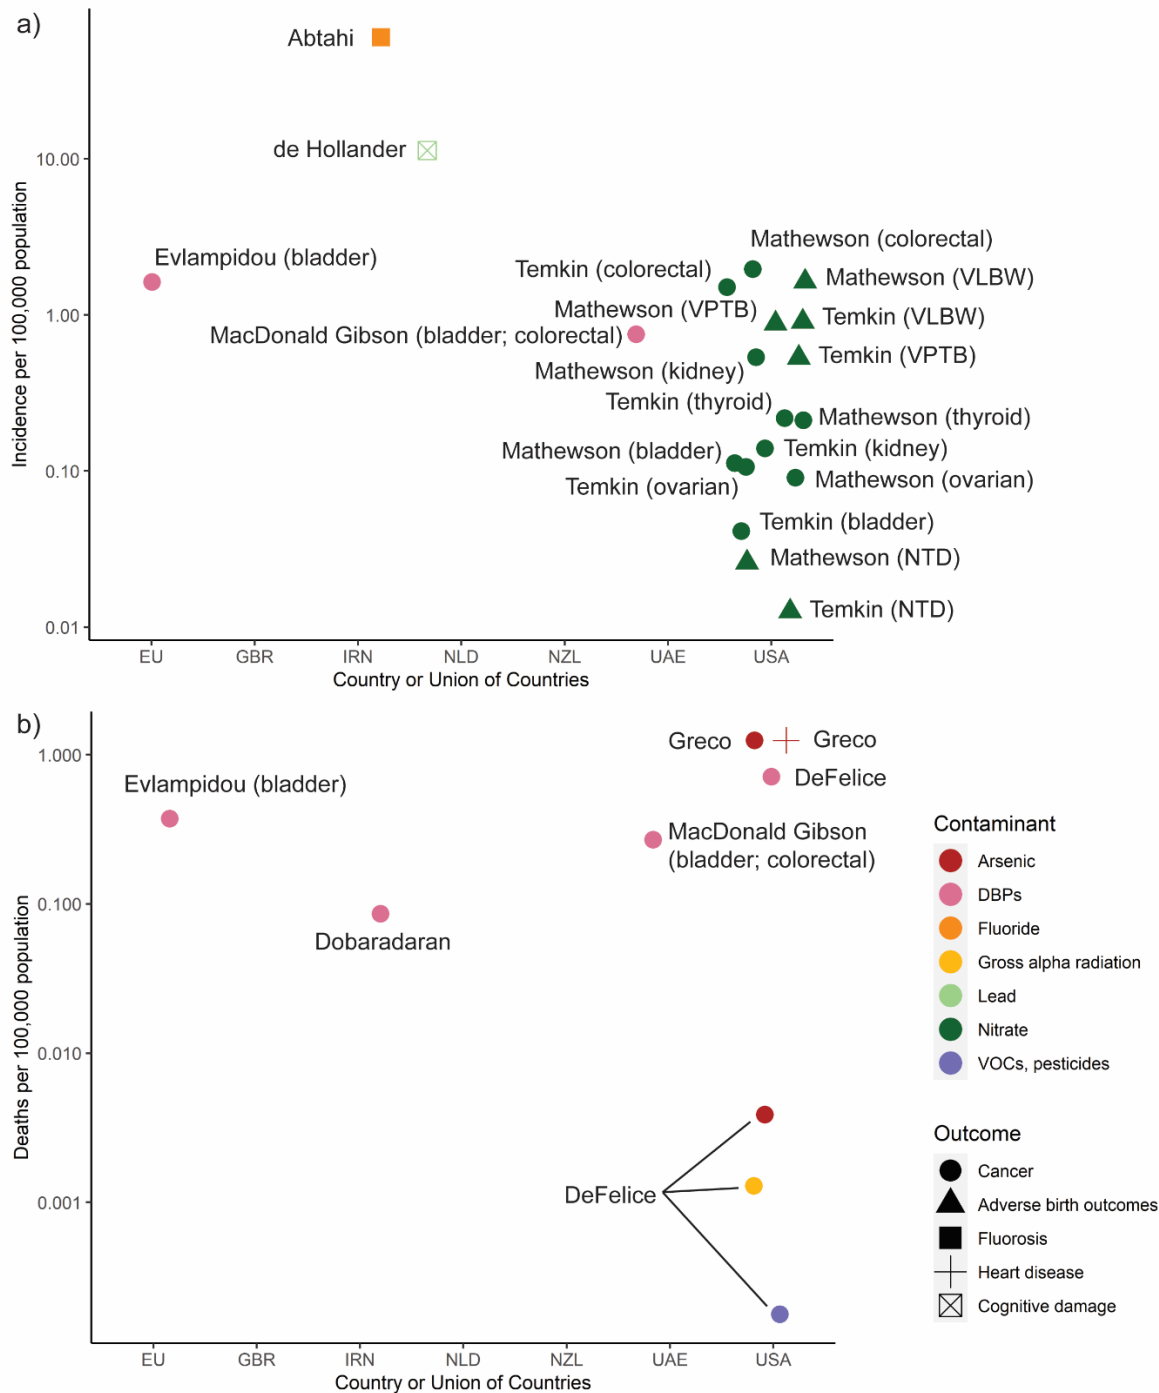 a)
Abtahi
de Hollander
10.00
Evlampidou (bladder)
Mathewson (colorectal)
Temkin (colorectal)
Mathewson (VLBW)
Mathewson (VPTB)
1.00
Temkin (VLBW)
MacDonald Gibson (bladder; colorectal)
Temkin (VPTB)
Mathewson (kidney)
Temkin (thyroid)
Mathewson (thyroid)
Mathewson (bladder)
Temkin (kidney)
0.10
Temkin (ovarian)
Mathewson (ovarian)
Temkin (bladder)
Mathewson (NTD)
Temkin (NTD)
0.01
Incidence per 100,000 population
EU GBR IRN NLD NZL UAE USA
Country or Union of Countries
b)
Greco
Greco
1.000
DeFelice
Evlampidou (bladder)
MacDonald Gibson
(bladder; colorectal)
0.100
Dobaradaran
0.010
DeFelice
0.001
Deaths per 100,000 population
EU GBR IRN NLD NZL UAE USA
Country or Union of Countries
Contaminant
Arsenic
DBPs
Fluoride
Gross alpha radiation
Lead
Nitrate
VOCs, pesticides
Outcome
Cancer
Adverse birth outcomes
Fluorosis
Heart disease
Cognitive damage